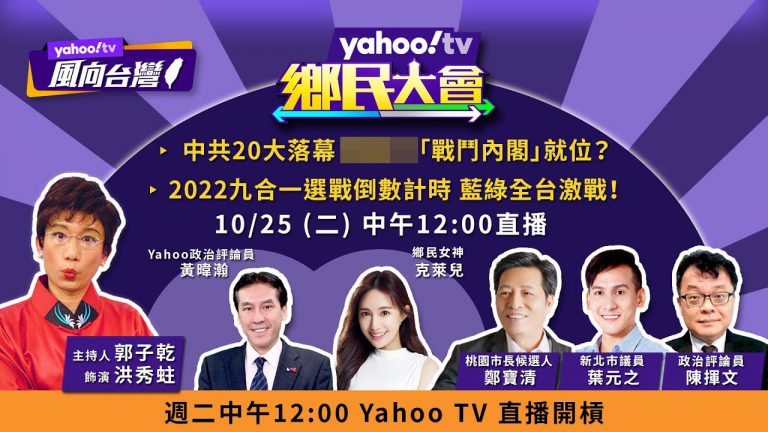 yahoo!tv
風向台灣
yahoo!tv
鄉民大會
中共20大落幕 「戰鬥內閣」就位?
2022九合一選戰倒數計時 藍綠全台激戰!
10/25 (二) 中午12:00直播
Yahoo政治評論員
黃暐瀚
鄉民女神
克萊兒
主持人 郭子乾
飾演 洪秀蛀
桃園市長候選人
鄭寶清
新北市議員
葉元之
政治評論員
陳揮文
週二中午12:00 Yahoo TV 直播開槓